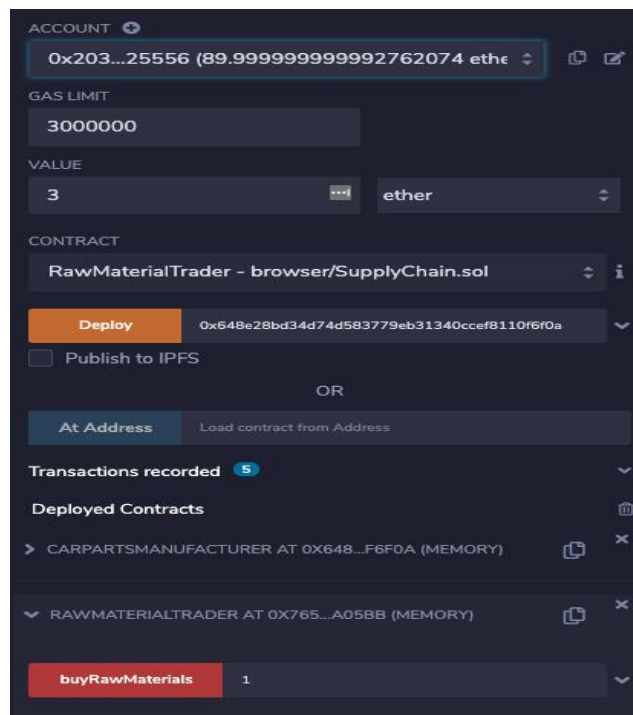 ACCOUNT
0x203...25556 (89.999999999992762074 ethe
GAS LIMIT
3000000
VALUE
3 ether
CONTRACT
RawMaterialTrader - browser/SupplyChain.sol i
Deploy 0x648e28bd34d74d583779eb31340ccef8110f6f0a
Publish to IPFS
OR
At Address Load contract from Address
Transactions recorded 5
Deployed Contracts
CARPARTSMANUFACTURER AT 0X648...F6F0A (MEMORY)
RAWMATERIALTRADER AT 0X765...A05BB (MEMORY)
buyRawMaterials 1